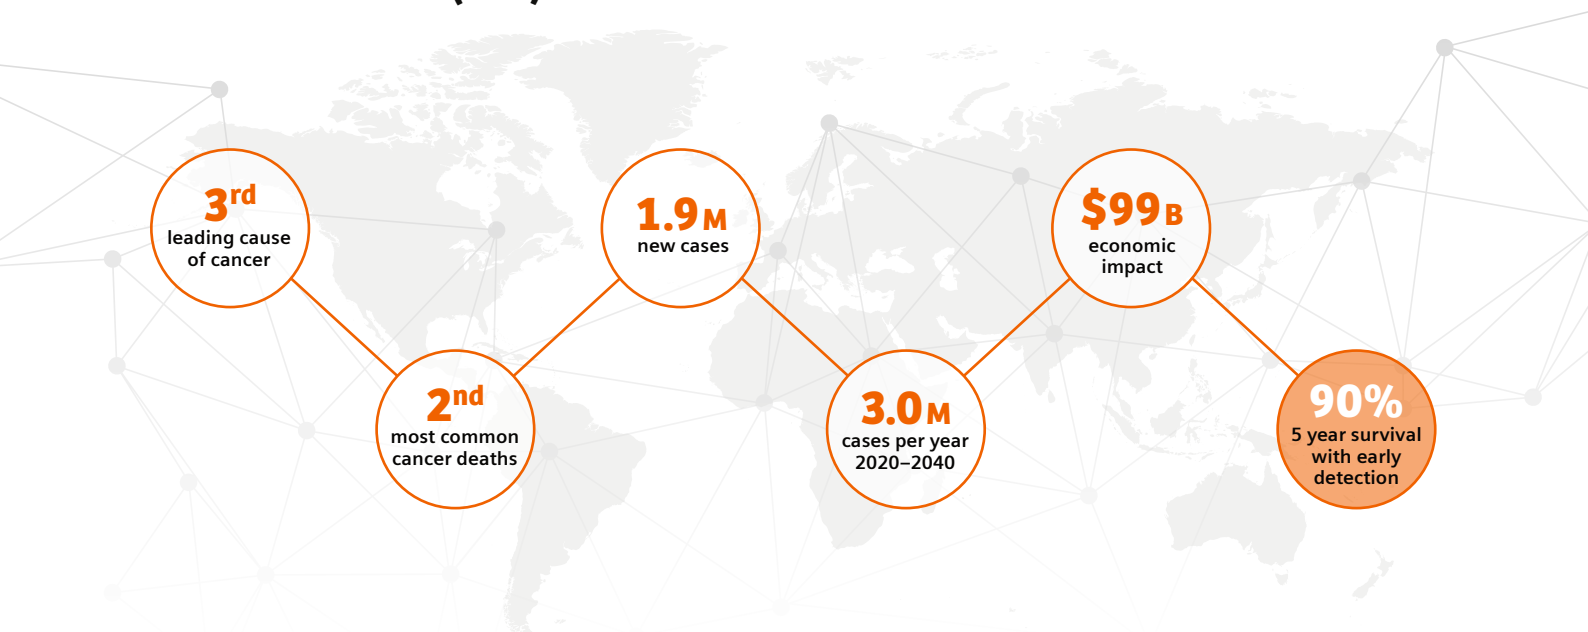 3rd
leading cause
of cancer
2nd
most common
cancer deaths
1.9M
new cases
3.0M
cases per year
2020–2040
$99B
economic
impact
90%
5 year survival
with early
detection